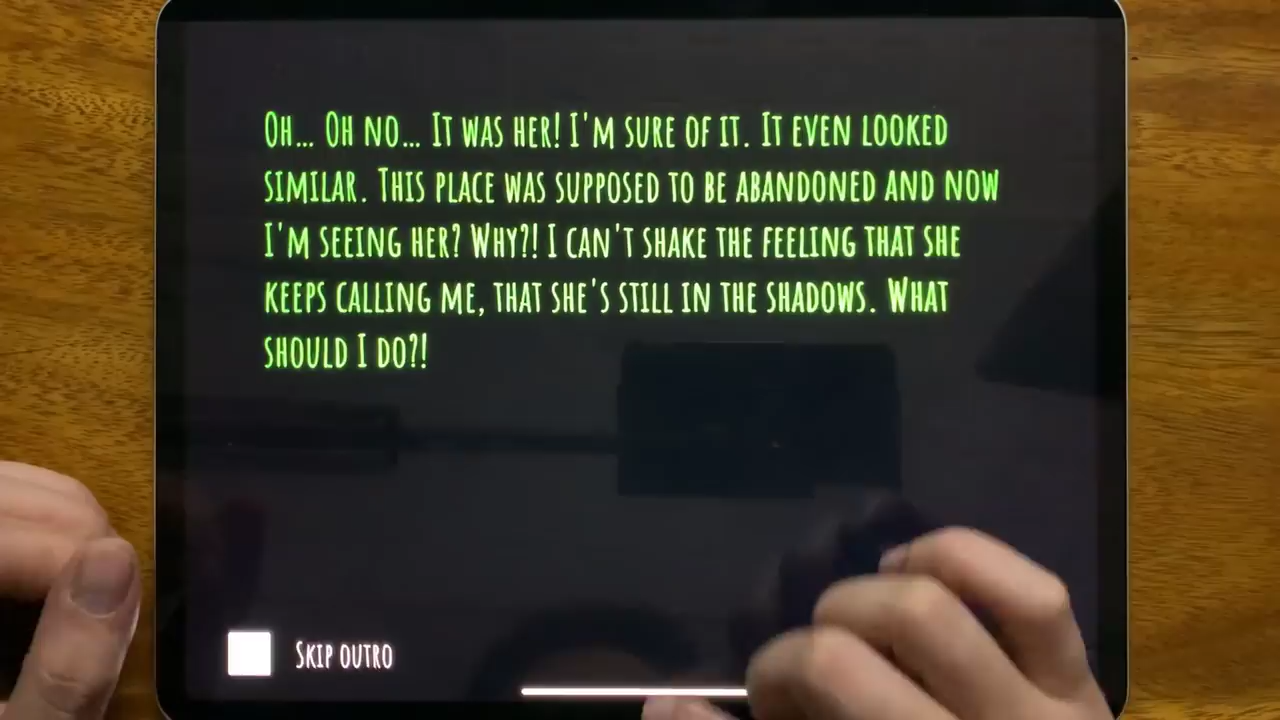 Oh... Oh no... It was her! I'm sure of it. It even looked
similar. This place was supposed to be abandoned and now
I'm seeing her? Why?! I can't shake the feeling that she
keeps calling me, that she's still in the shadows. What
should I do?!
Skip outro